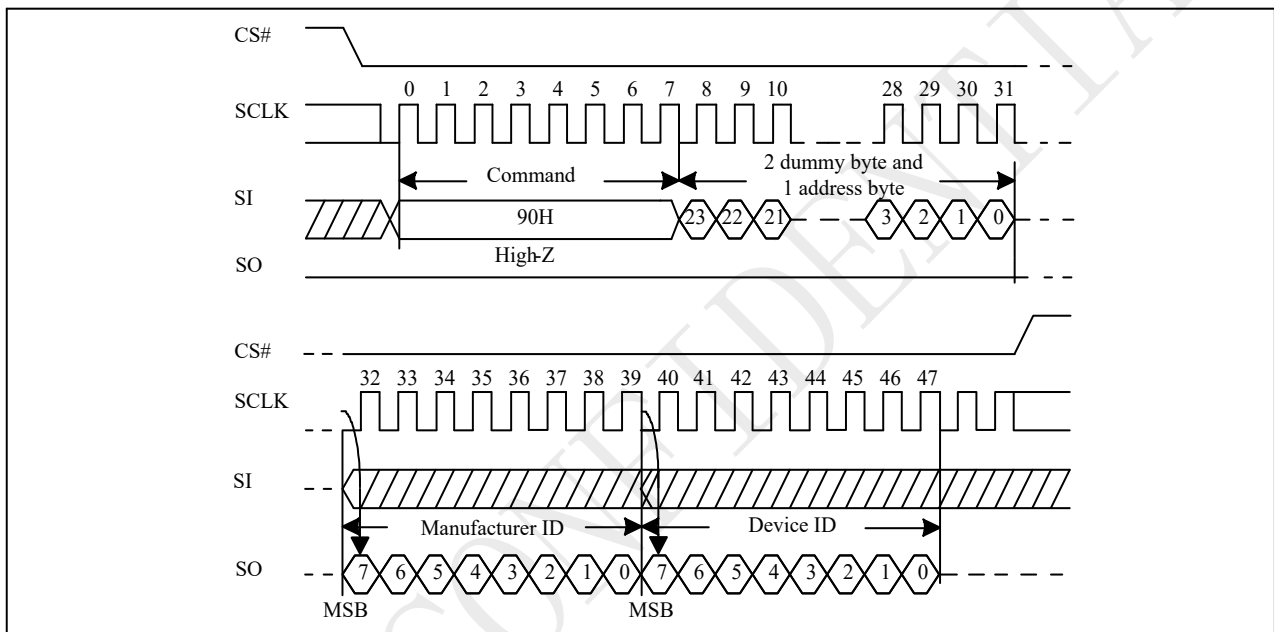 CS#
0 1 2 3 4 5 6 7 8 9 10 28 29 30 31
SCLK
Command
2 dummy byte and
1 address byte
SI
90H
23 22 21 3 2 1 0
High-Z
SO
CS#
32 33 34 35 36 37 38 39 40 41 42 43 44 45 46 47
SCLK
SI
Manufacturer ID
Device ID
SO
7 6 5 4 3 2 1 0 7 6 5 4 3 2 1 0
MSB
MSB
CONFIDENTIA